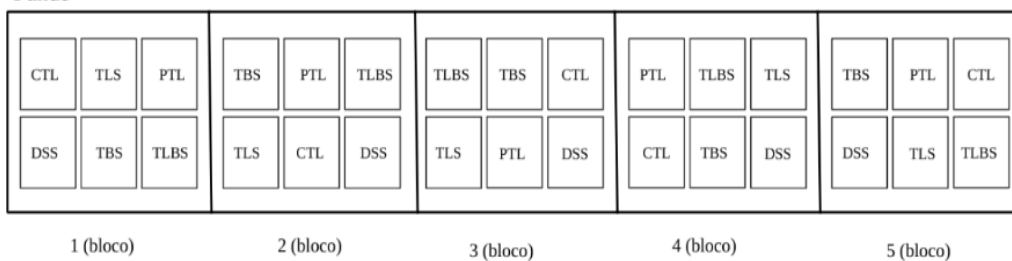 CTL TLS PTL TBS PTL TLBS TLBS TBS CTL PTL TLBS TLS TBS PTL CTL
DSS TBS TLBS TLS CTL DSS TLS PTL DSS CTL TBS DSS DSS TLS TLBS
1 (bloco) 2 (bloco) 3 (bloco) 4 (bloco) 5 (bloco)